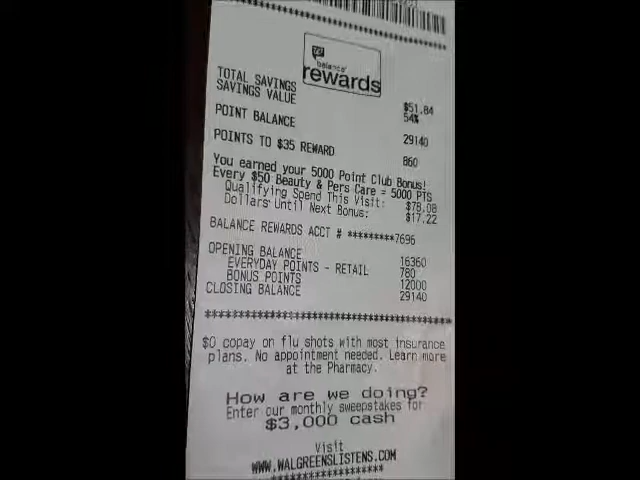 balance®
rewards
TOTAL SAVINGS $51.84
SAVINGS VALUE 54%
POINT BALANCE 29140
POINTS TO $35 REWARD 860
You earned your 5000 Point Club Bonus!
Every $50 Beauty & Pers Care = 5000 PTS
Qualifying Spend This Visit: $78.08
Dollars Until Next Bonus: $17.22
BALANCE REWARDS ACCT # *********7696
OPENING BALANCE 16360
EVERYDAY POINTS - RETAIL 780
BONUS POINTS 12000
CLOSING BALANCE 29140
$0 copay on flu shots with most insurance
plans. No appointment needed. Learn more
at the Pharmacy.
How are we doing?
Enter our monthly sweepstakes for
$3,000 cash
Visit
WWW.WALGREENSLISTENS.COM